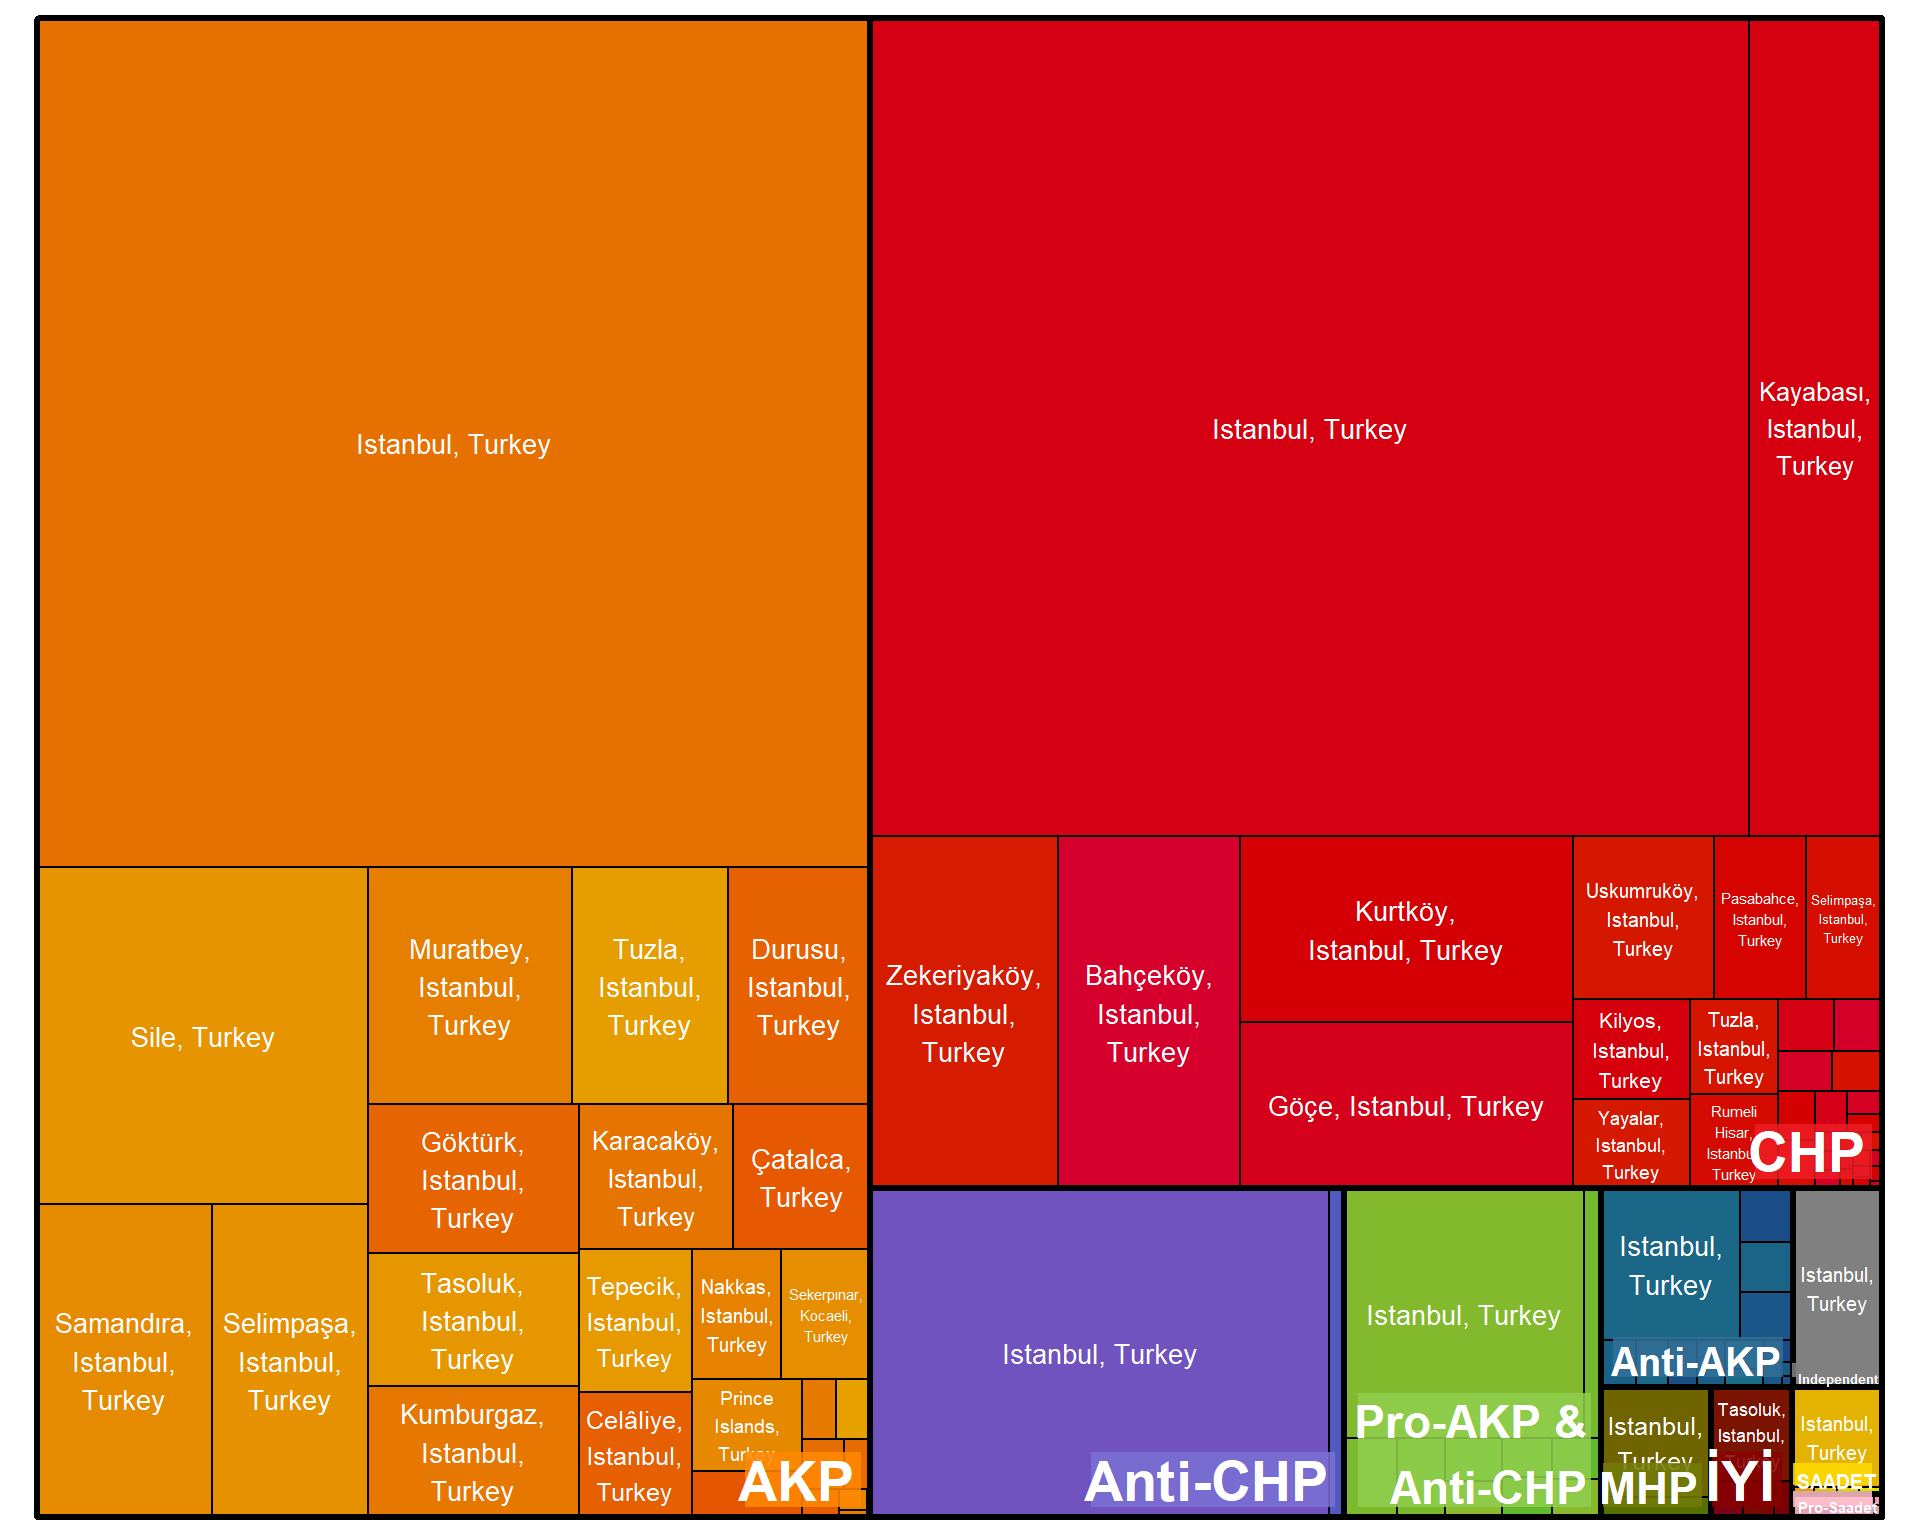 Istanbul, Turkey
Sile, Turkey
Muratbey,
Istanbul,
Turkey
Tuzla,
Istanbul,
Turkey
Durusu,
Istanbul,
Turkey
Göktürk,
Istanbul,
Turkey
Karacaköy,
Istanbul,
Turkey
Çatalca,
Turkey
Samandıra,
Istanbul,
Turkey
Selimpaşa,
Istanbul,
Turkey
Tasoluk,
Istanbul,
Turkey
Tepecik,
Istanbul,
Turkey
Nakkas,
Istanbul,
Turkey
Sekerpınar,
Kocaeli,
Turkey
Kumburgaz,
Istanbul,
Turkey
Celâliye,
Istanbul,
Turkey
Prince
Islands,
Turkey
AKP
Istanbul, Turkey
Kayabası,
Istanbul,
Turkey
Zekeriyaköy,
Istanbul,
Turkey
Bahçeköy,
Istanbul,
Turkey
Kurtköy,
Istanbul, Turkey
Göçe, Istanbul, Turkey
Uskumruköy,
Istanbul,
Turkey
Pasabahce,
Istanbul,
Turkey
Selimpaşa,
Istanbul,
Turkey
Kilyos,
Istanbul,
Turkey
Tuzla,
Istanbul,
Turkey
Yayalar,
Istanbul,
Turkey
Rumeli
Hisar,
Istanbul,
Turkey
CHP
Istanbul, Turkey
Anti-CHP
Istanbul, Turkey
Pro-AKP &
Anti-CHP
Istanbul,
Turkey
Anti-AKP
Istanbul,
Turkey
Independent
Istanbul,
Turkey
MHP
Tasoluk,
Istanbul,
Turkey
İYİ
Istanbul,
Turkey
SAADET
Pro-Saadet